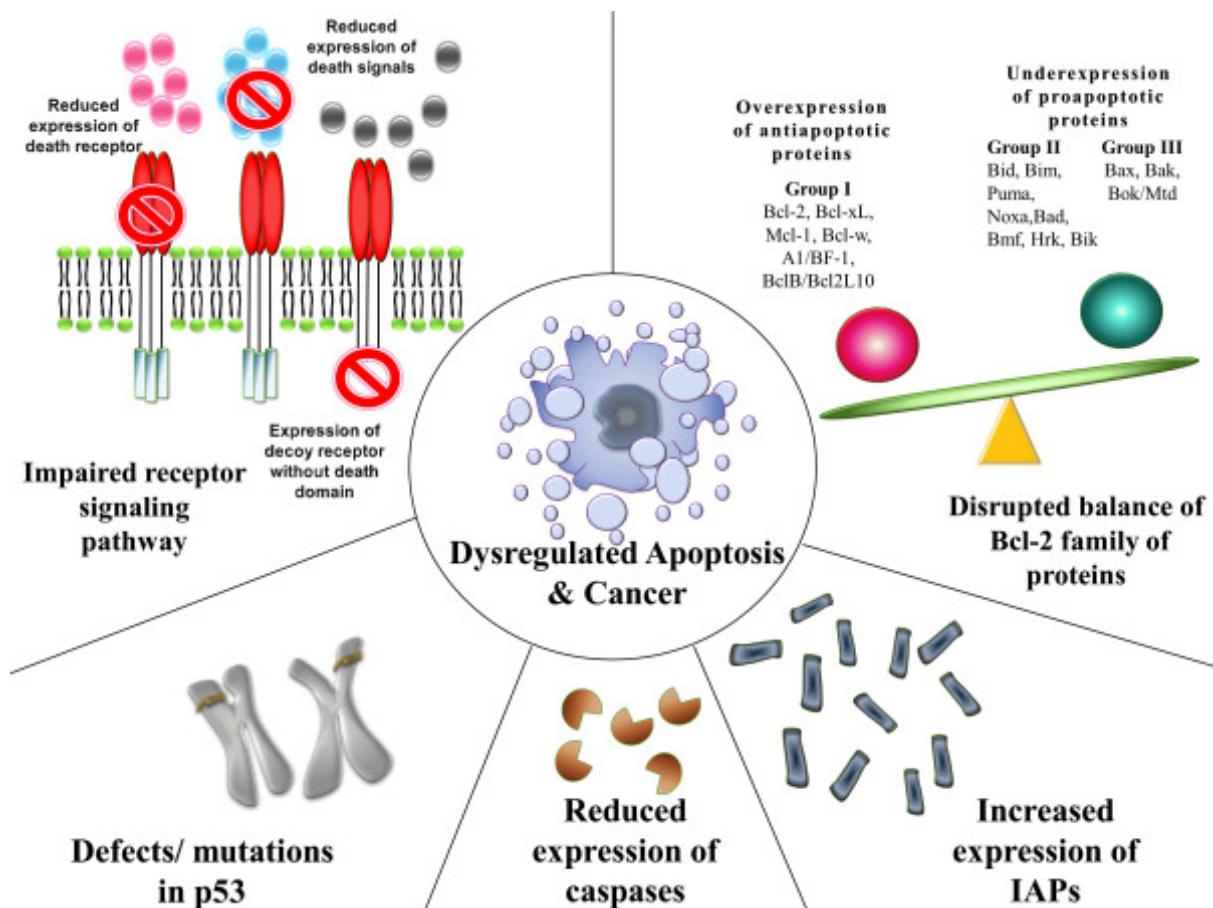 Reduced
expression of
death signals
Reduced
expression of
death receptor
Expression of
decoy receptor
without death
domain
Impaired receptor
signaling
pathway
Overexpression
of antiapoptotic
proteins
Group I
Bcl-2, Bcl-xL,
Mcl-1, Bcl-w,
A1/BF-1,
BclB/Bcl2L10
Underexpression
of proapoptotic
proteins
Group II
Bid, Bim,
Puma,
Noxa,Bad,
Bmf, Hrk, Bik
Group III
Bax, Bak,
Bok/Mtd
Disrupted balance of
Bcl-2 family of
proteins
Dysregulated Apoptosis
& Cancer
Defects/ mutations
in p53
Reduced
expression of
caspases
Increased
expression of
IAPs